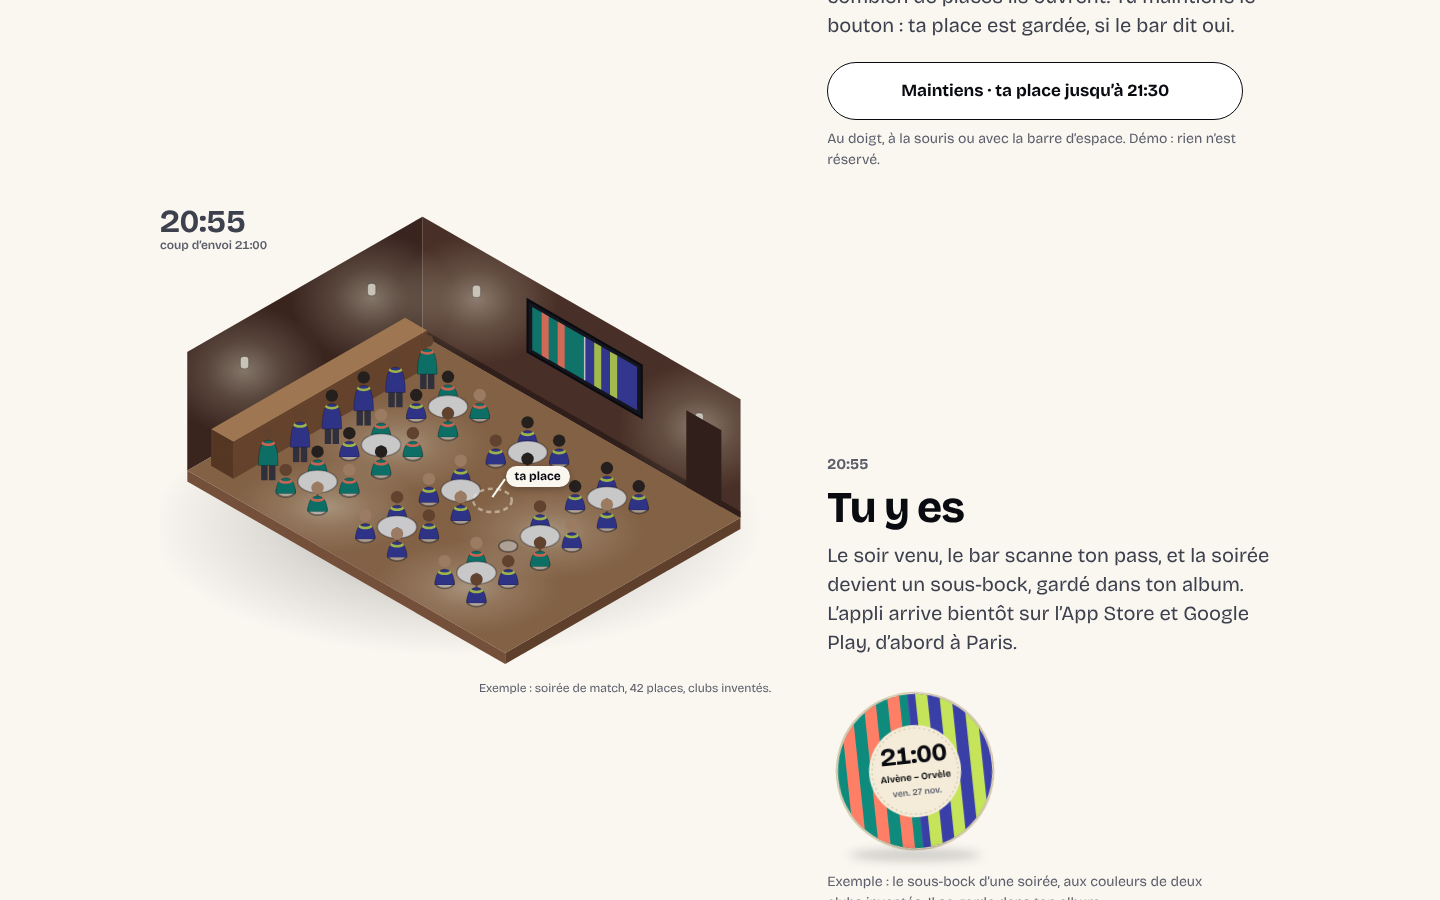 bouton : ta place est gardée, si le bar dit oui.
Maintiens · ta place jusqu'à 21:30
Au doigt, à la souris ou avec la barre d'espace. Démo : rien n'est
réservé.
20:55
coup d'envoi 21:00
ta place
Exemple : soirée de match, 42 places, clubs inventés.
20:55
Tu y es
Le soir venu, le bar scanne ton pass, et la soirée
devient un sous-bock, gardé dans ton album.
L'appli arrive bientôt sur l'App Store et Google
Play, d'abord à Paris.
21:00
Alvène – Orvèle
ven. 27 nov.
Exemple : le sous-bock d'une soirée, aux couleurs de deux